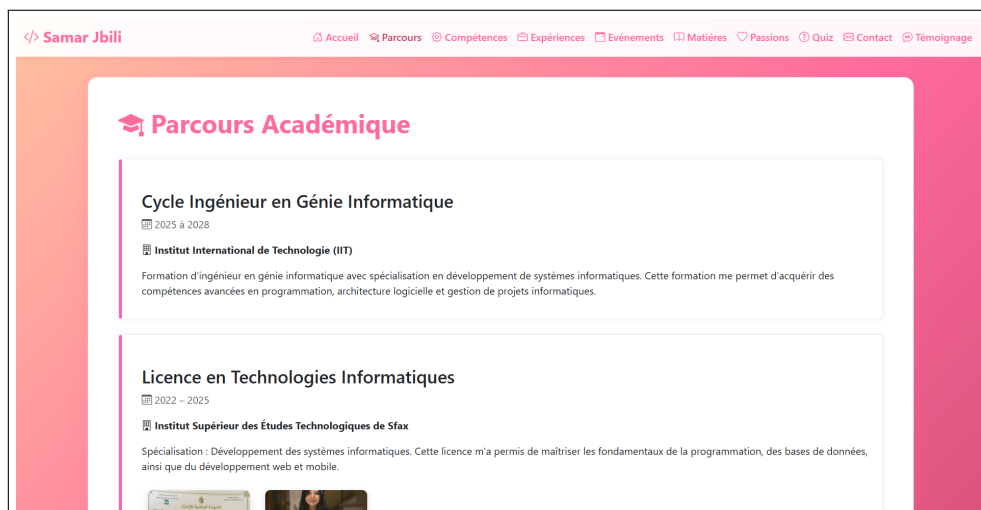 </> Samar Jbili
Accueil Parcours Compétences Expériences Evénements Matiéres Passions Quiz Contact Témoignage
Parcours Académique
Cycle Ingénieur en Génie Informatique
2025 à 2028
Institut International de Technologie (IIT)
Formation d'ingénieur en génie informatique avec spécialisation en développement de systèmes informatiques. Cette formation me permet d'acquérir des
compétences avancées en programmation, architecture logicielle et gestion de projets informatiques.
Licence en Technologies Informatiques
2022 – 2025
Institut Supérieur des Études Technologiques de Sfax
Spécialisation : Développement des systèmes informatiques. Cette licence m'a permis de maîtriser les fondamentaux de la programmation, des bases de données,
ainsi que du développement web et mobile.